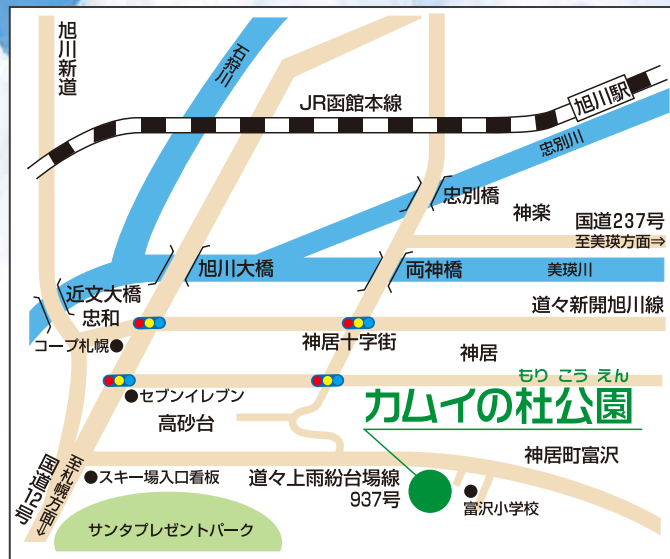 旭川新道
石狩川
JR函館本線
旭川駅
忠別川
忠別橋
神楽
国道237号
至美瑛方面→
旭川大橋
両神橋
美瑛川
近文大橋
忠和
道々新開旭川線
コープ札幌
神居十字街
神居
セブンイレブン
高砂台
もり こう えん
カムイの杜公園
神居町富沢
至札幌方面→
国道12号
スキー場入口看板
道々上雨紛台場線
937号
富沢小学校
サンタプレゼントパーク